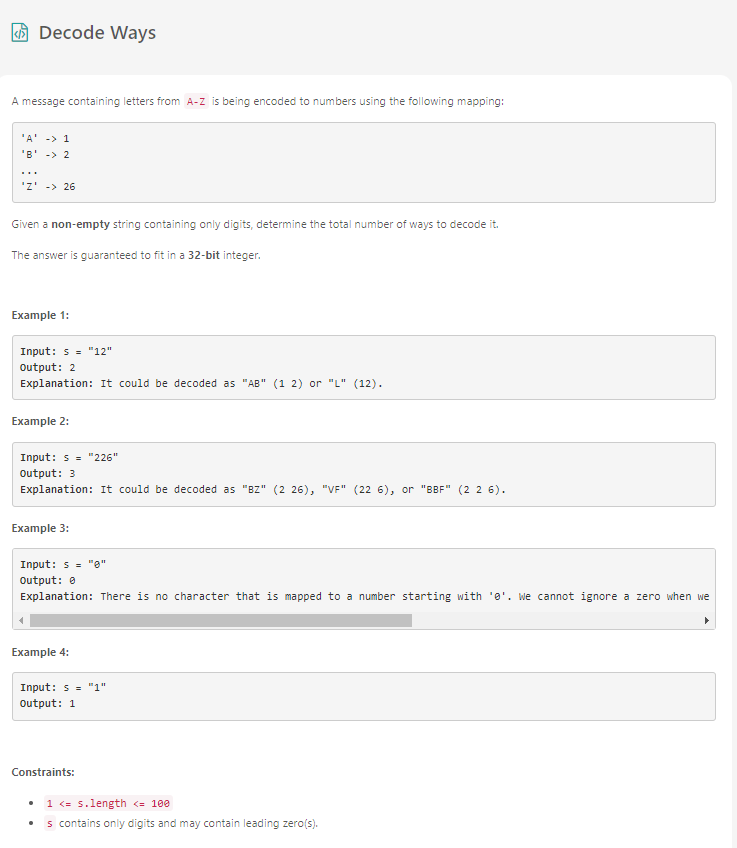 Decode Ways
A message containing letters from A-Z is being encoded to numbers using the following mapping:
'A' -> 1
'B' -> 2
...
'Z' -> 26
Given a non-empty string containing only digits, determine the total number of ways to decode it.
The answer is guaranteed to fit in a 32-bit integer.
Example 1:
Input: s = "12"
Output: 2
Explanation: It could be decoded as "AB" (1 2) or "L" (12).
Example 2:
Input: s = "226"
Output: 3
Explanation: It could be decoded as "BZ" (2 26), "VF" (22 6), or "BBF" (2 2 6).
Example 3:
Input: s = "0"
Output: 0
Explanation: There is no character that is mapped to a number starting with '0'. We cannot ignore a zero when we
Example 4:
Input: s = "1"
Output: 1
Constraints:
• 1 <= s.length <= 100
• s contains only digits and may contain leading zero(s).